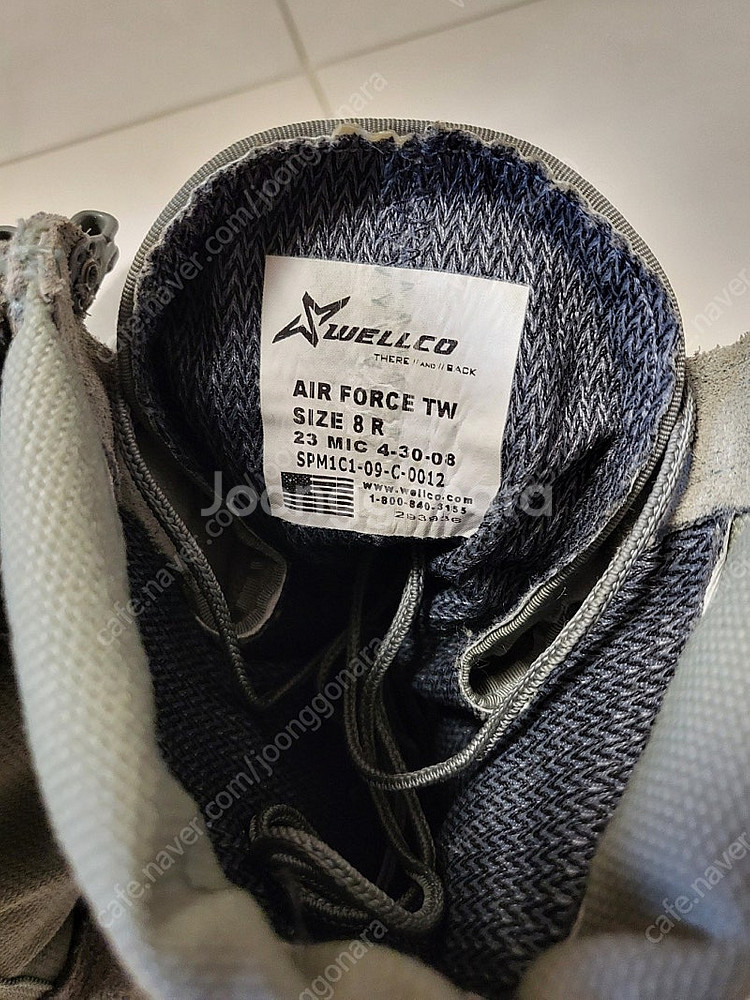 WELLCO
THERE // AND // BACK
AIR FORCE TW
SIZE 8 R
23 MIC 4-30-08
SPM1C1-09-C-0012
www.wellco.com
1-800-840-3155
Joonggonara
cafe.naver.com/joonggonara